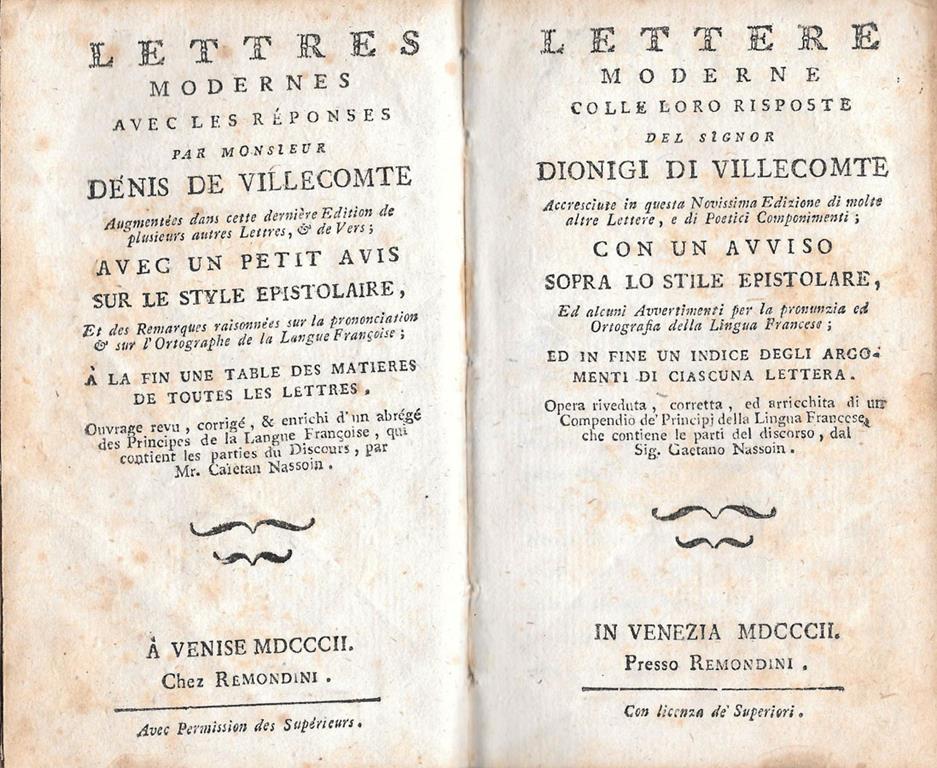 LETTRES
MODERNES
AVEC LES RÉPONSES
PAR MONSIEUR
DÉNIS DE VILLECOMTE
Augmentées dans cette dernière Edition de
plusieurs autres Lettres, & de Vers;
AVEC UN PETIT AVIS
SUR LE STYLE EPISTOLAIRE,
Et des Remarques raisonnées sur la prononciation
& sur l'Ortographe de la Langue Françoise;
À LA FIN UNE TABLE DES MATIERES
DE TOUTES LES LETTRES.
Ouvrage revu, corrigé, & enrichi d'un abrégé
des Principes de la Langue Françoise, qui
contient les parties du Discours, par
Mr. Caïetan Nassoin.
À VENISE MDCCCII.
Chez REMONDINI.
Avec Permission des Supérieurs.
LETTERE
MODERNE
COLLE LORO RISPOSTE
DEL SIGNOR
DIONIGI DI VILLECOMTE
Accresciute in questa Novissima Edizione di molte
altre Lettere, e di Poetici Componimenti;
CON UN AVVISO
SOPRA LO STILE EPISTOLARE,
Ed alcuni Avvertimenti per la pronunzia ed
Ortografia della Lingua Francese;
ED IN FINE UN INDICE DEGLI ARGO-
MENTI DI CIASCUNA LETTERA.
Opera riveduta, corretta, ed arricchita di un
Compendio de' Principj della Lingua Francese,
che contiene le parti del discorso, dal
Sig. Gaetano Nassoin.
IN VENEZIA MDCCCII.
Presso REMONDINI.
Con licenza de' Superiori.